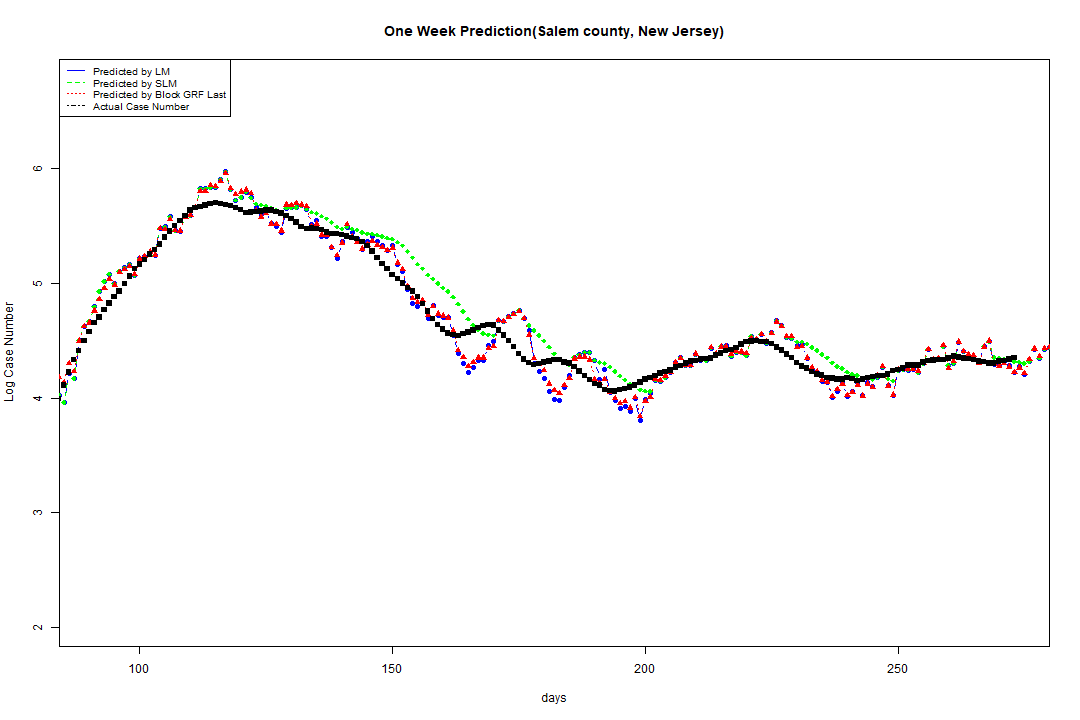 One Week Prediction(Salem county, New Jersey)
Predicted by LM
Predicted by SLM
Predicted by Block GRF Last
Actual Case Number
6
5
4
3
2
Log Case Number
100 150 200 250
days